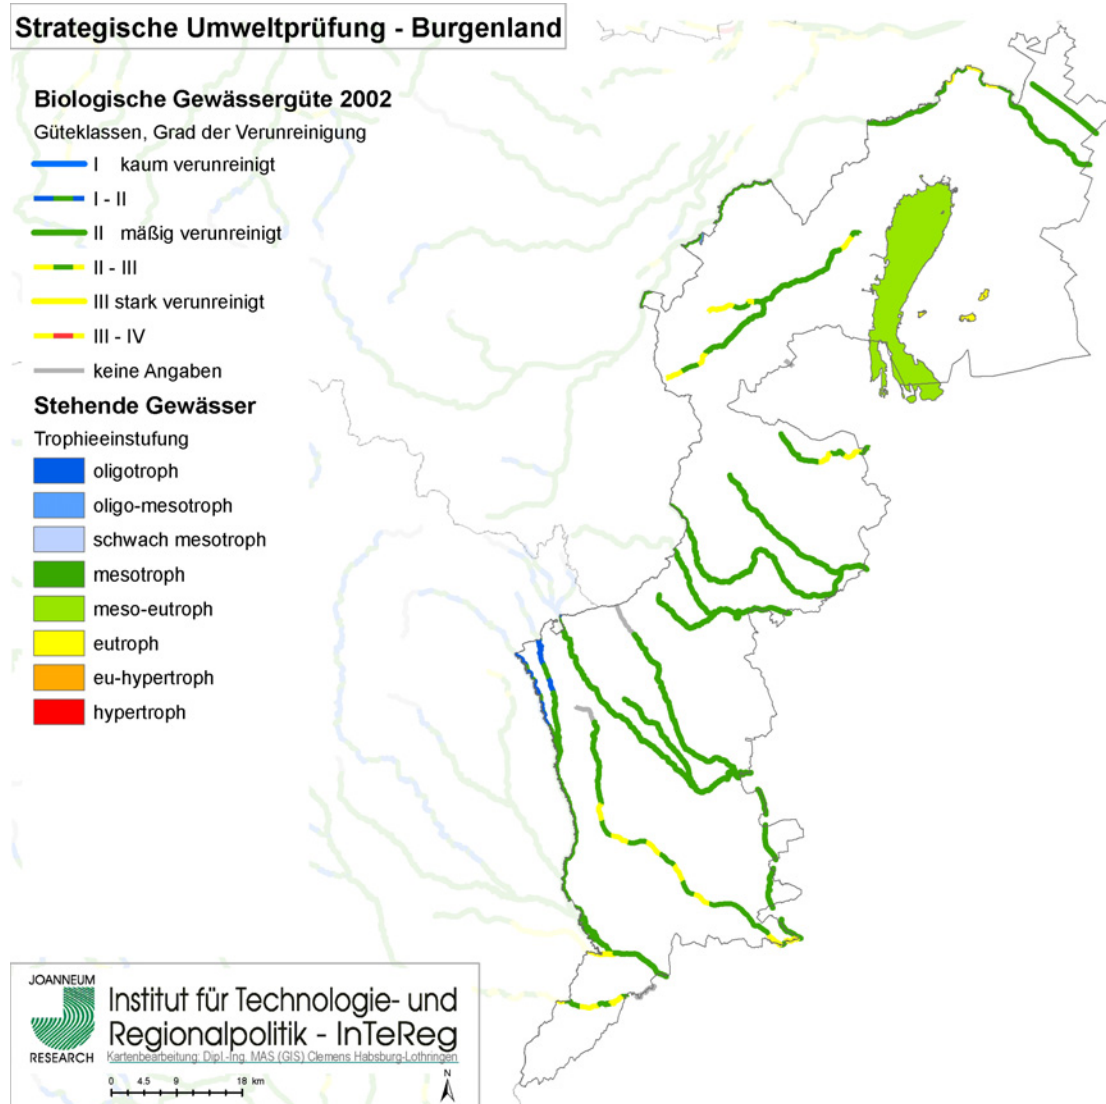 Strategische Umweltprüfung - Burgenland
Biologische Gewässergüte 2002
Güteklassen, Grad der Verunreinigung
I kaum verunreinigt
I - II
II mäßig verunreinigt
II - III
III stark verunreinigt
III - IV
keine Angaben
Stehende Gewässer
Trophieeinstufung
oligotroph
oligo-mesotroph
schwach mesotroph
mesotroph
meso-eutroph
eutroph
eu-hypertroph
hypertroph
JOANNEUM
RESEARCH
Institut für Technologie- und
Regionalpolitik - InTeReg
Kartenbearbeitung: Dipl.-Ing. MAS (GIS) Clemens Habsburg-Lothringen
0 4.5 9 18 km
N